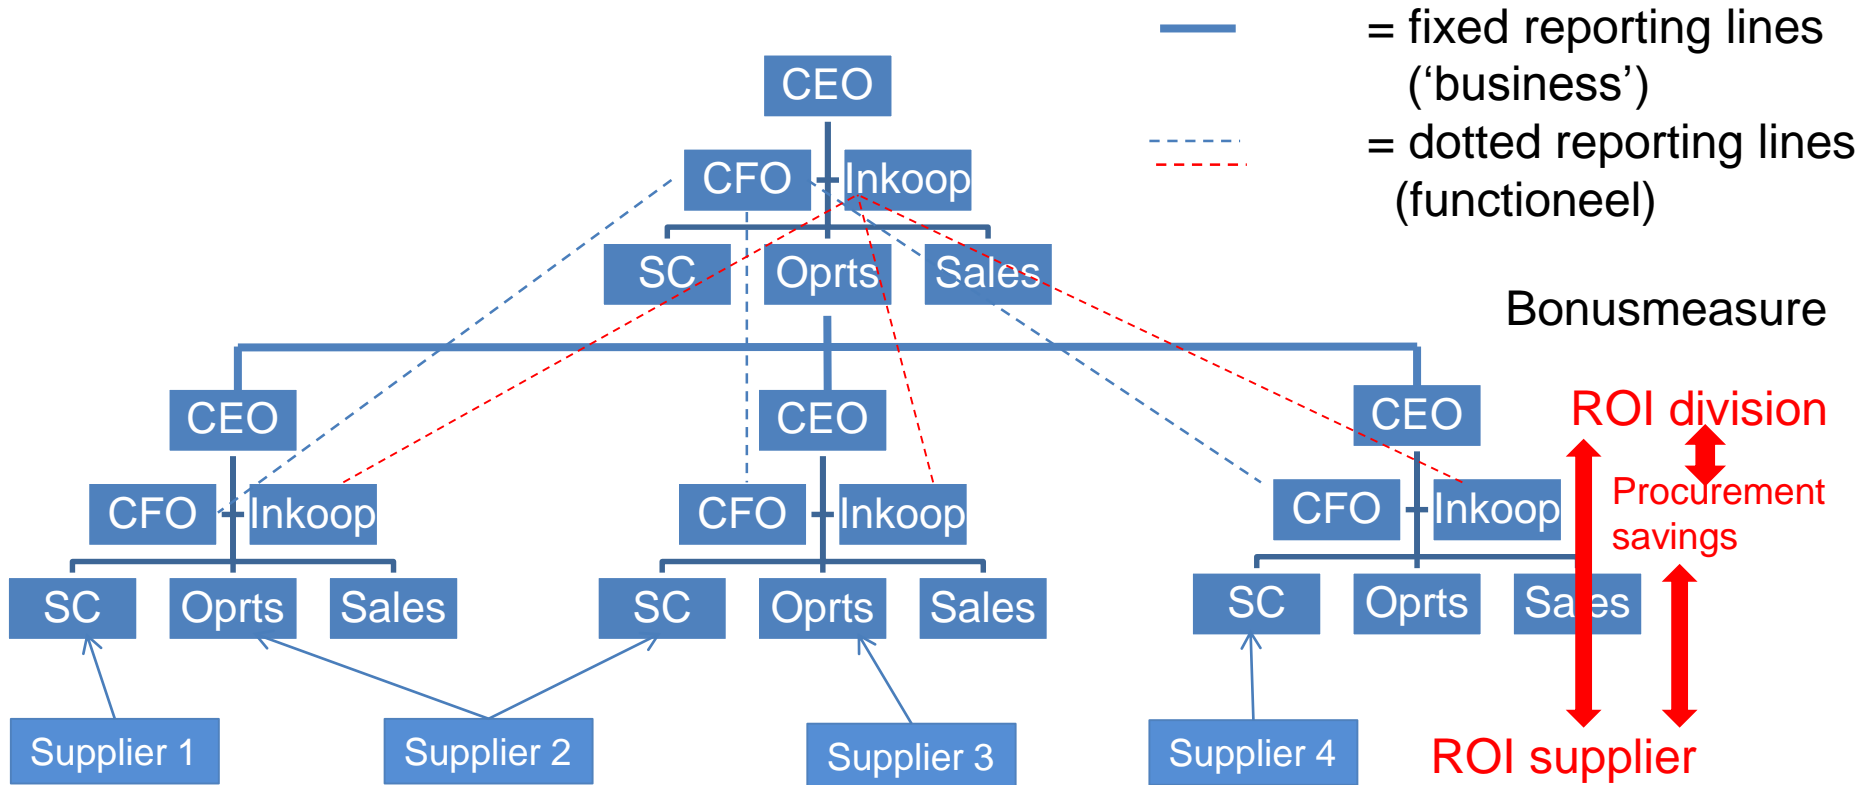 = fixed reporting lines
(‘business’)
= dotted reporting lines
(functioneel)
CEO
CFO Inkoop
SC Oprts Sales
Bonusmeasure
CEO CEO CEO
ROI division
CFO Inkoop CFO Inkoop CFO Inkoop
Procurement
savings
SC Oprts Sales SC Oprts Sales SC Oprts Sales
Supplier 1 Supplier 2 Supplier 3 Supplier 4
ROI supplier